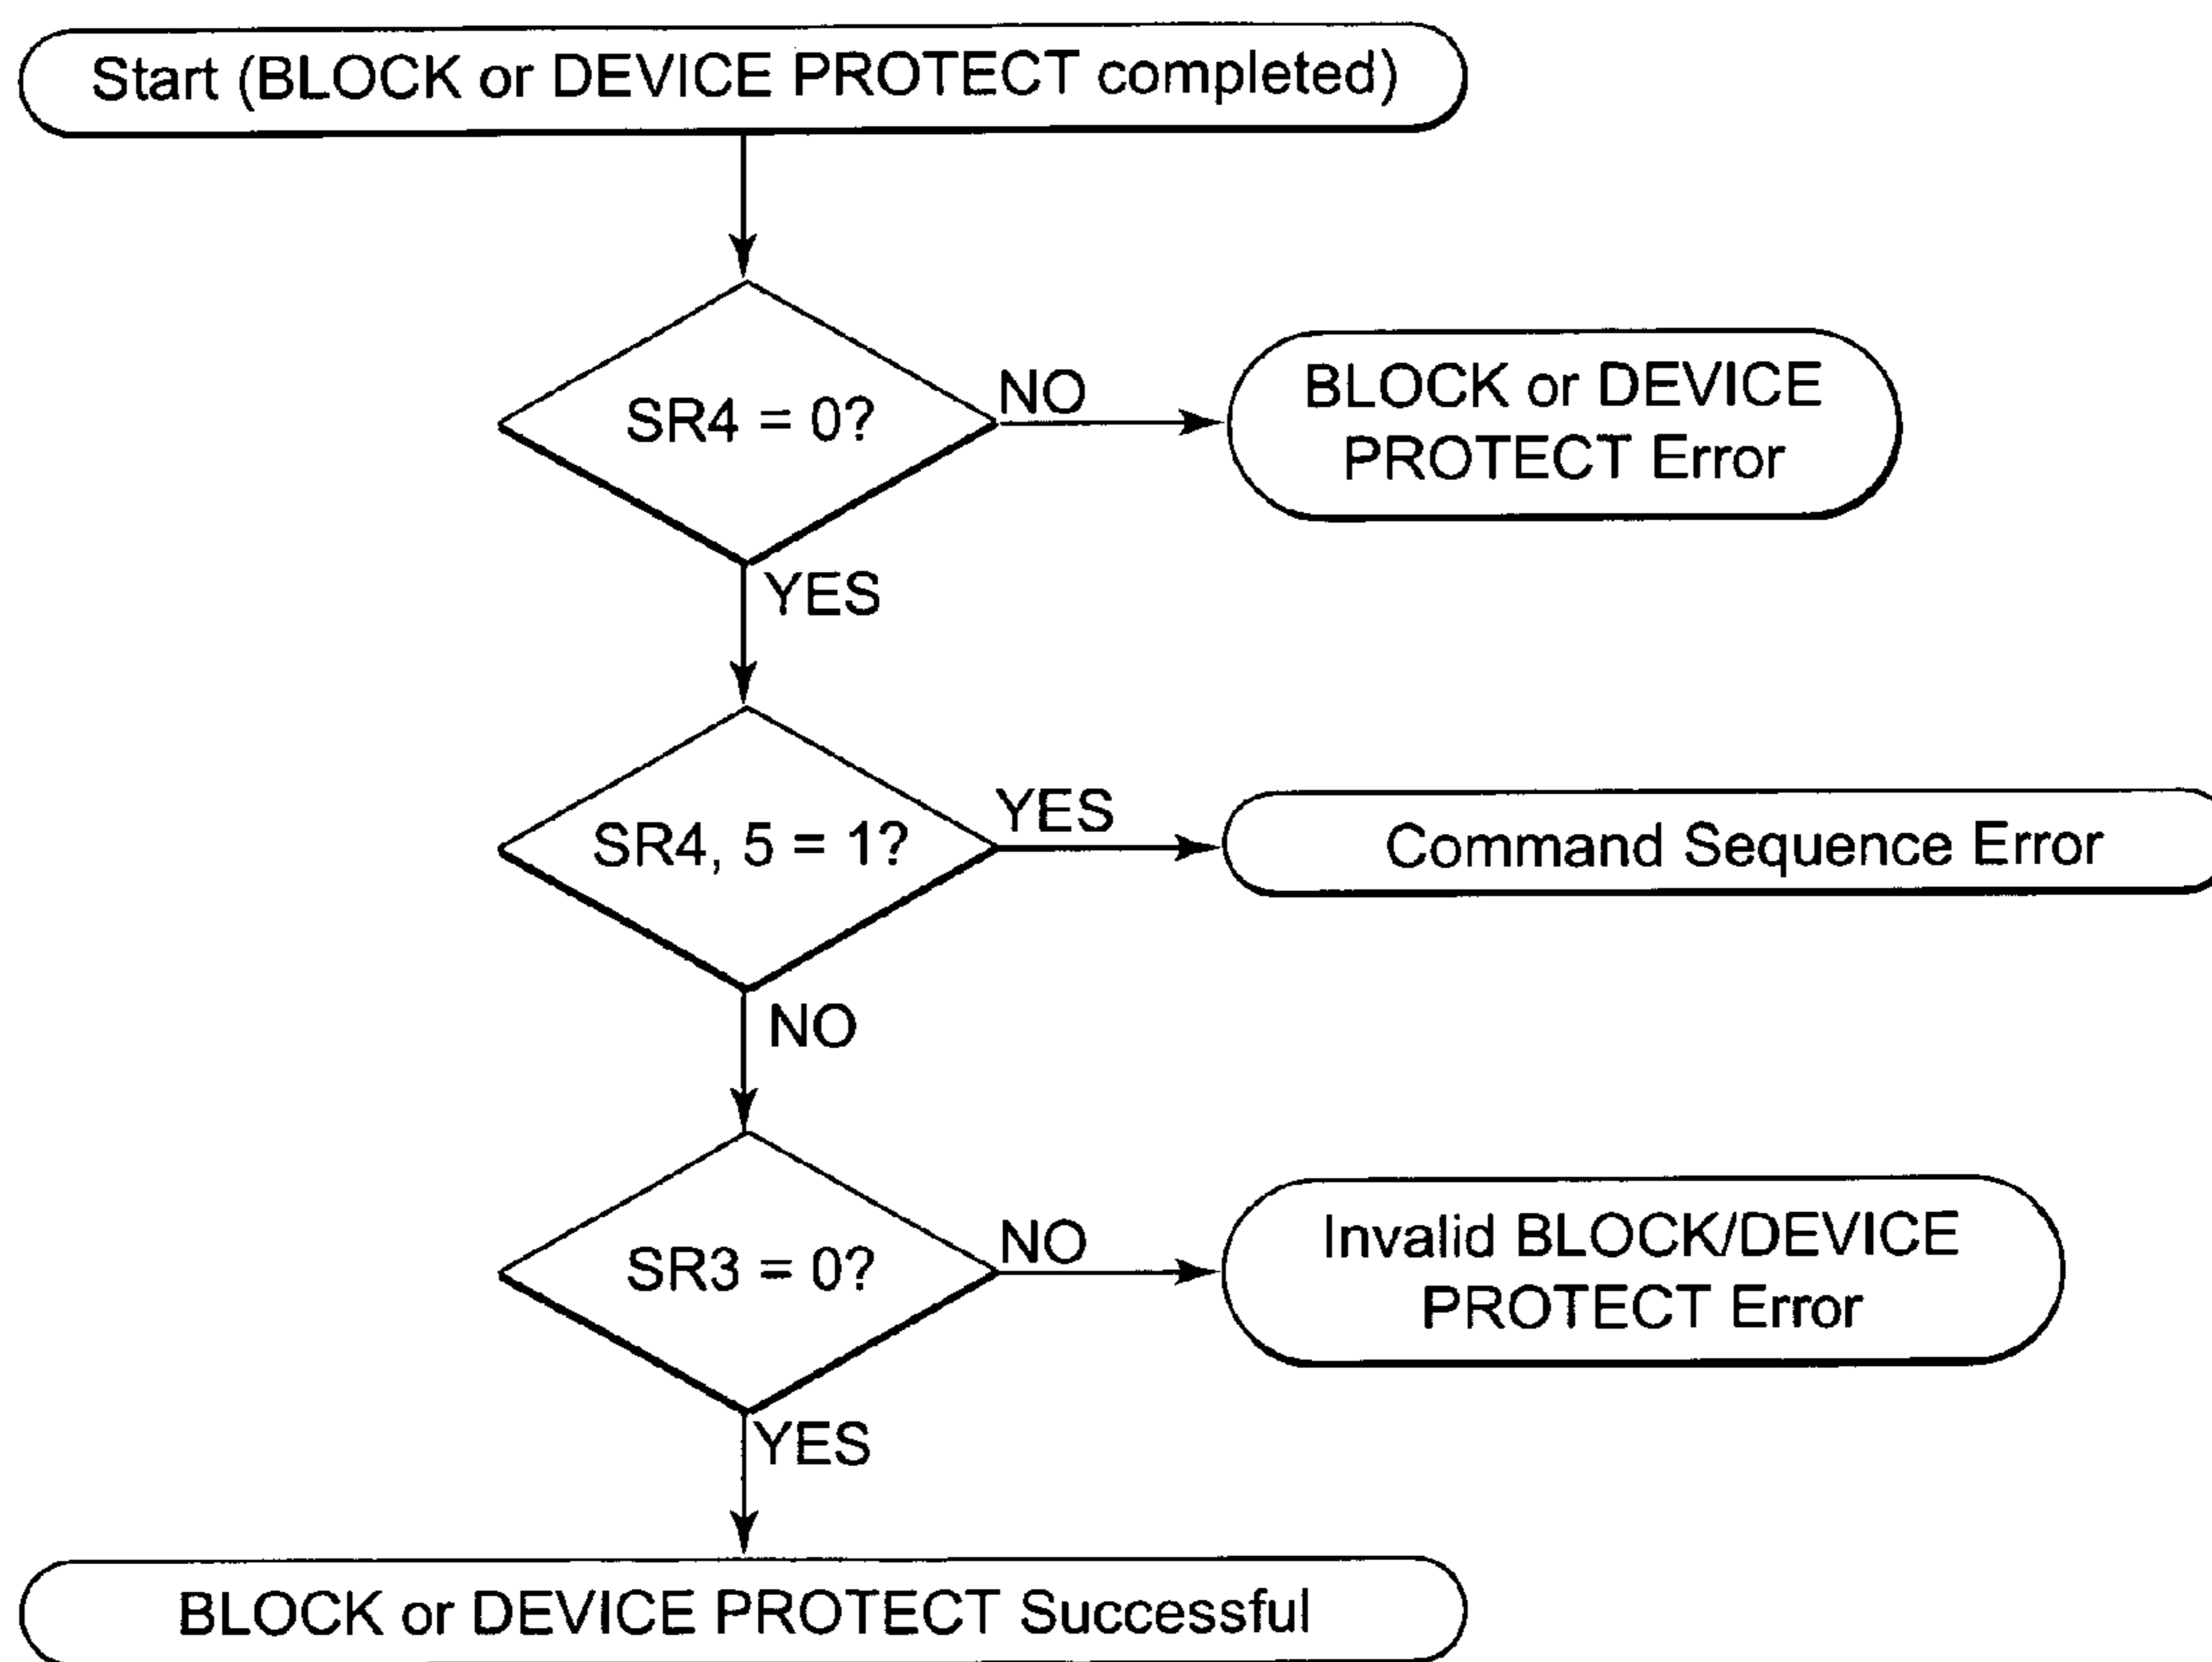 Start (BLOCK or DEVICE PROTECT completed)
SR4 = 0?
NO
BLOCK or DEVICE
PROTECT Error
YES
SR4, 5 = 1?
YES
Command Sequence Error
NO
SR3 = 0?
NO
Invalid BLOCK/DEVICE
PROTECT Error
YES
BLOCK or DEVICE PROTECT Successful